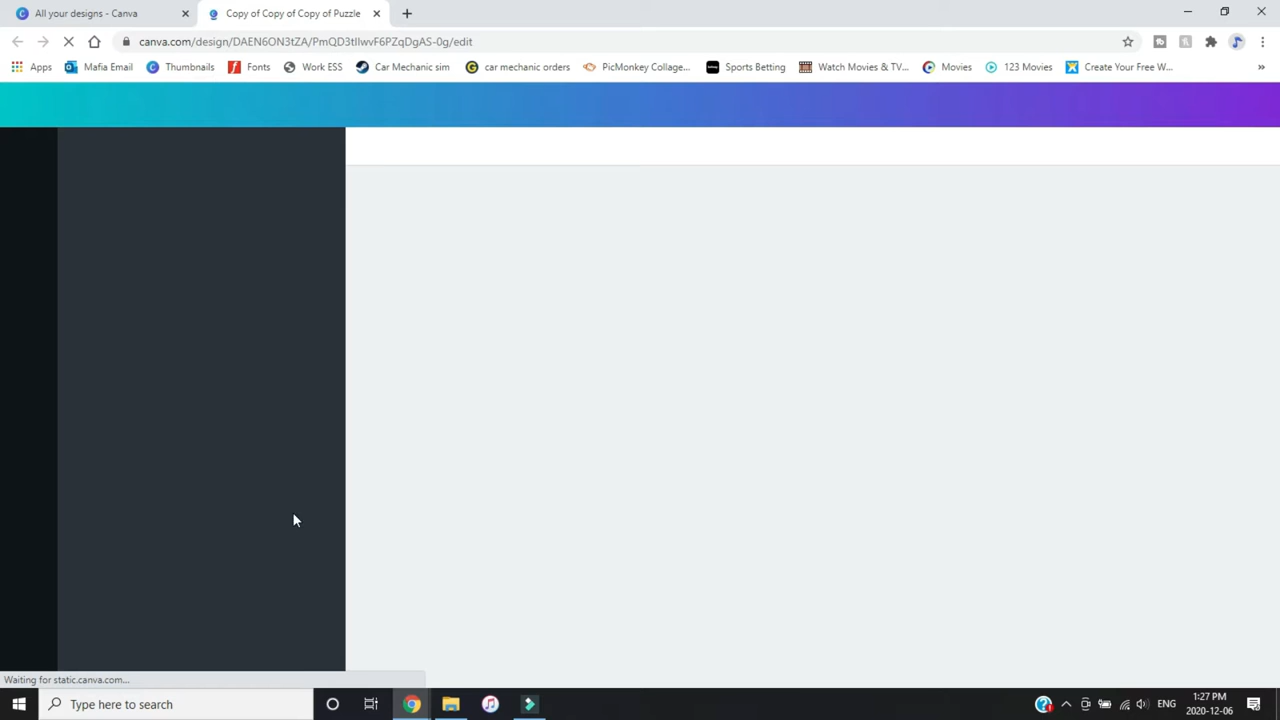 All your designs - Canva
Copy of Copy of Copy of Puzzle
canva.com/design/DAEN6ON3tZA/PmQD3tIlwvF6PZqDgAS-0g/edit
Apps Mafia Email Thumbnails Fonts Work ESS Car Mechanic sim car mechanic orders PicMonkey Collage... Sports Betting Watch Movies & TV... Movies 123 Movies Create Your Free W... »
Waiting for static.canva.com...
Type here to search
ENG
1:27 PM
2020-12-06